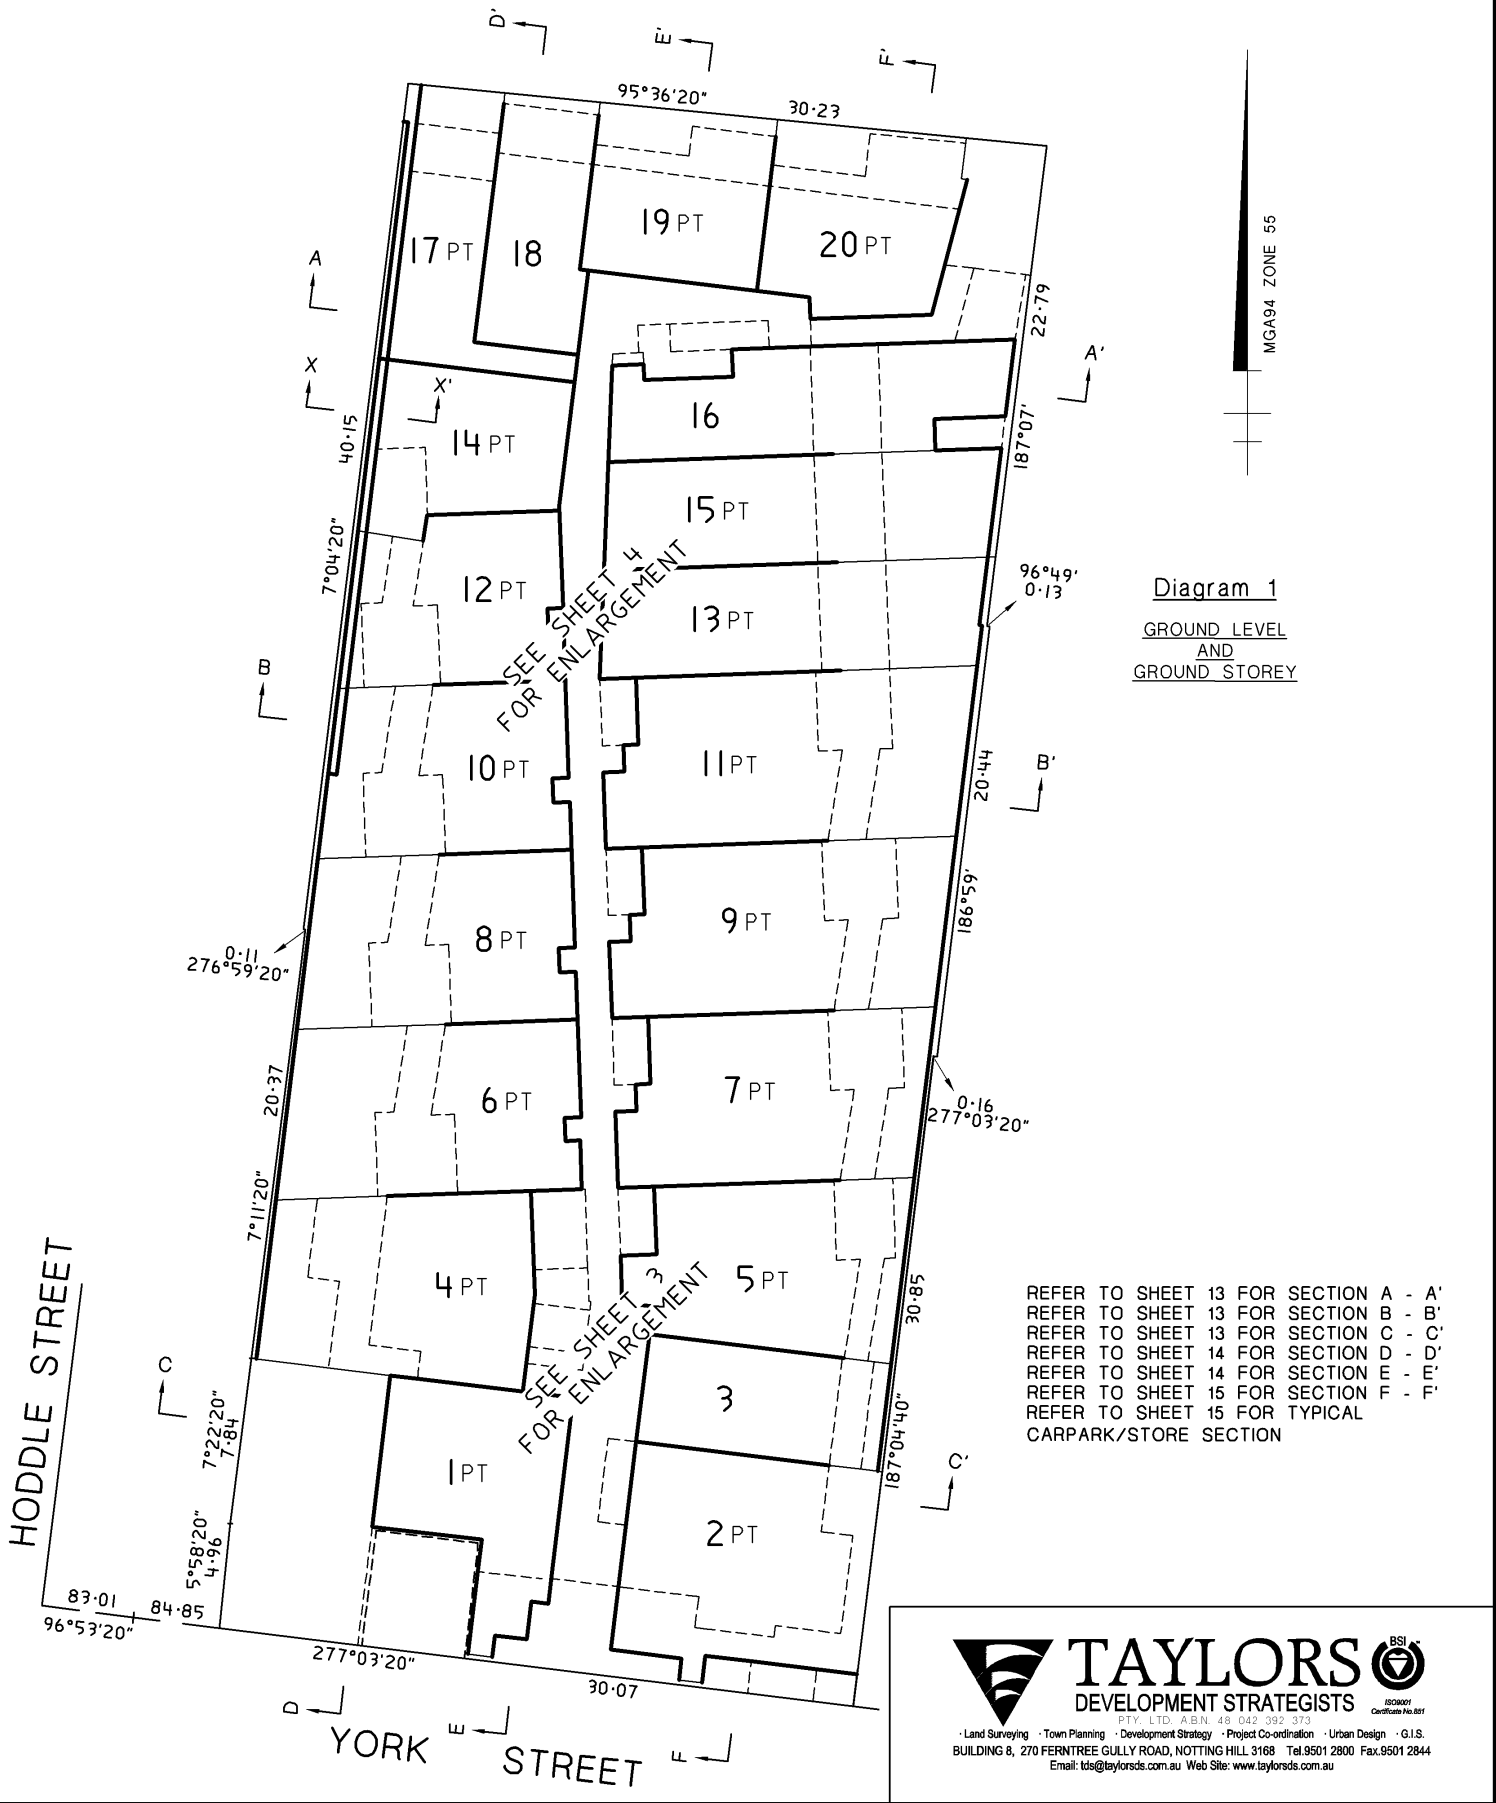 D'
E'
F'
95°36'20"
30·23
MGA94 ZONE 55
17 PT
18
19 PT
20 PT
A
22·79
X
X'
A'
40·15
14 PT
16
187°07'
15 PT
7°04'20"
12 PT
SEE SHEET 4
FOR ENLARGEMENT
13 PT
96°49'
0·13
Diagram 1
GROUND LEVEL
AND
GROUND STOREY
B
10 PT
11 PT
20·44
B'
8 PT
9 PT
186°59'
0·11
276°59'20"
20·37
6 PT
7 PT
0·16
277°03'20"
7°11'20"
4 PT
5 PT
30·85
SEE SHEET 3
FOR ENLARGEMENT
REFER TO SHEET 13 FOR SECTION A - A'
REFER TO SHEET 13 FOR SECTION B - B'
REFER TO SHEET 13 FOR SECTION C - C'
REFER TO SHEET 14 FOR SECTION D - D'
REFER TO SHEET 14 FOR SECTION E - E'
REFER TO SHEET 15 FOR SECTION F - F'
REFER TO SHEET 15 FOR TYPICAL
CARPARK/STORE SECTION
HODDLE STREET
C
7°22'20"
7·84
3
187°04'40"
1 PT
C'
2 PT
5°58'20"
4·96
83·01
84·85
96°53'20"
277°03'20"
30·07
D
E
F
YORK STREET
BSI
TAYLORS
DEVELOPMENT STRATEGISTS
ISO9001
Certificate No.851
PTY. LTD. A.B.N. 48 042 392 373
· Land Surveying · Town Planning · Development Strategy · Project Co-ordination · Urban Design · G.I.S.
BUILDING 8, 270 FERNTREE GULLY ROAD, NOTTING HILL 3168 Tel.9501 2800 Fax.9501 2844
Email: tds@taylorsds.com.au Web Site: www.taylorsds.com.au